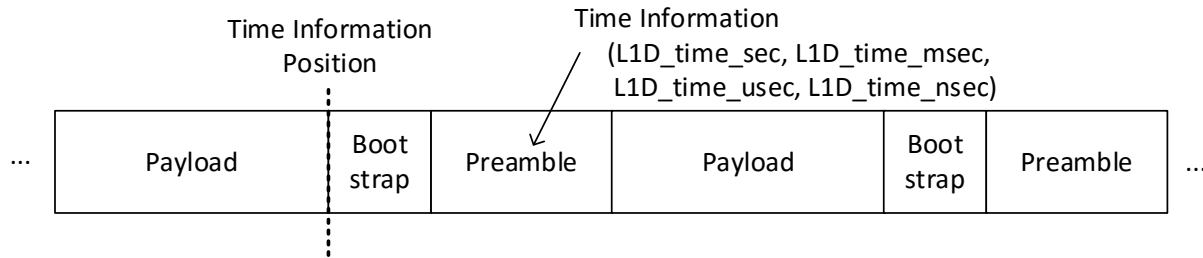 Time Information
Position
Time Information
(L1D_time_sec, L1D_time_msec,
L1D_time_usec, L1D_time_nsec)
...
Payload
Boot
strap
Preamble
Payload
Boot
strap
Preamble
...